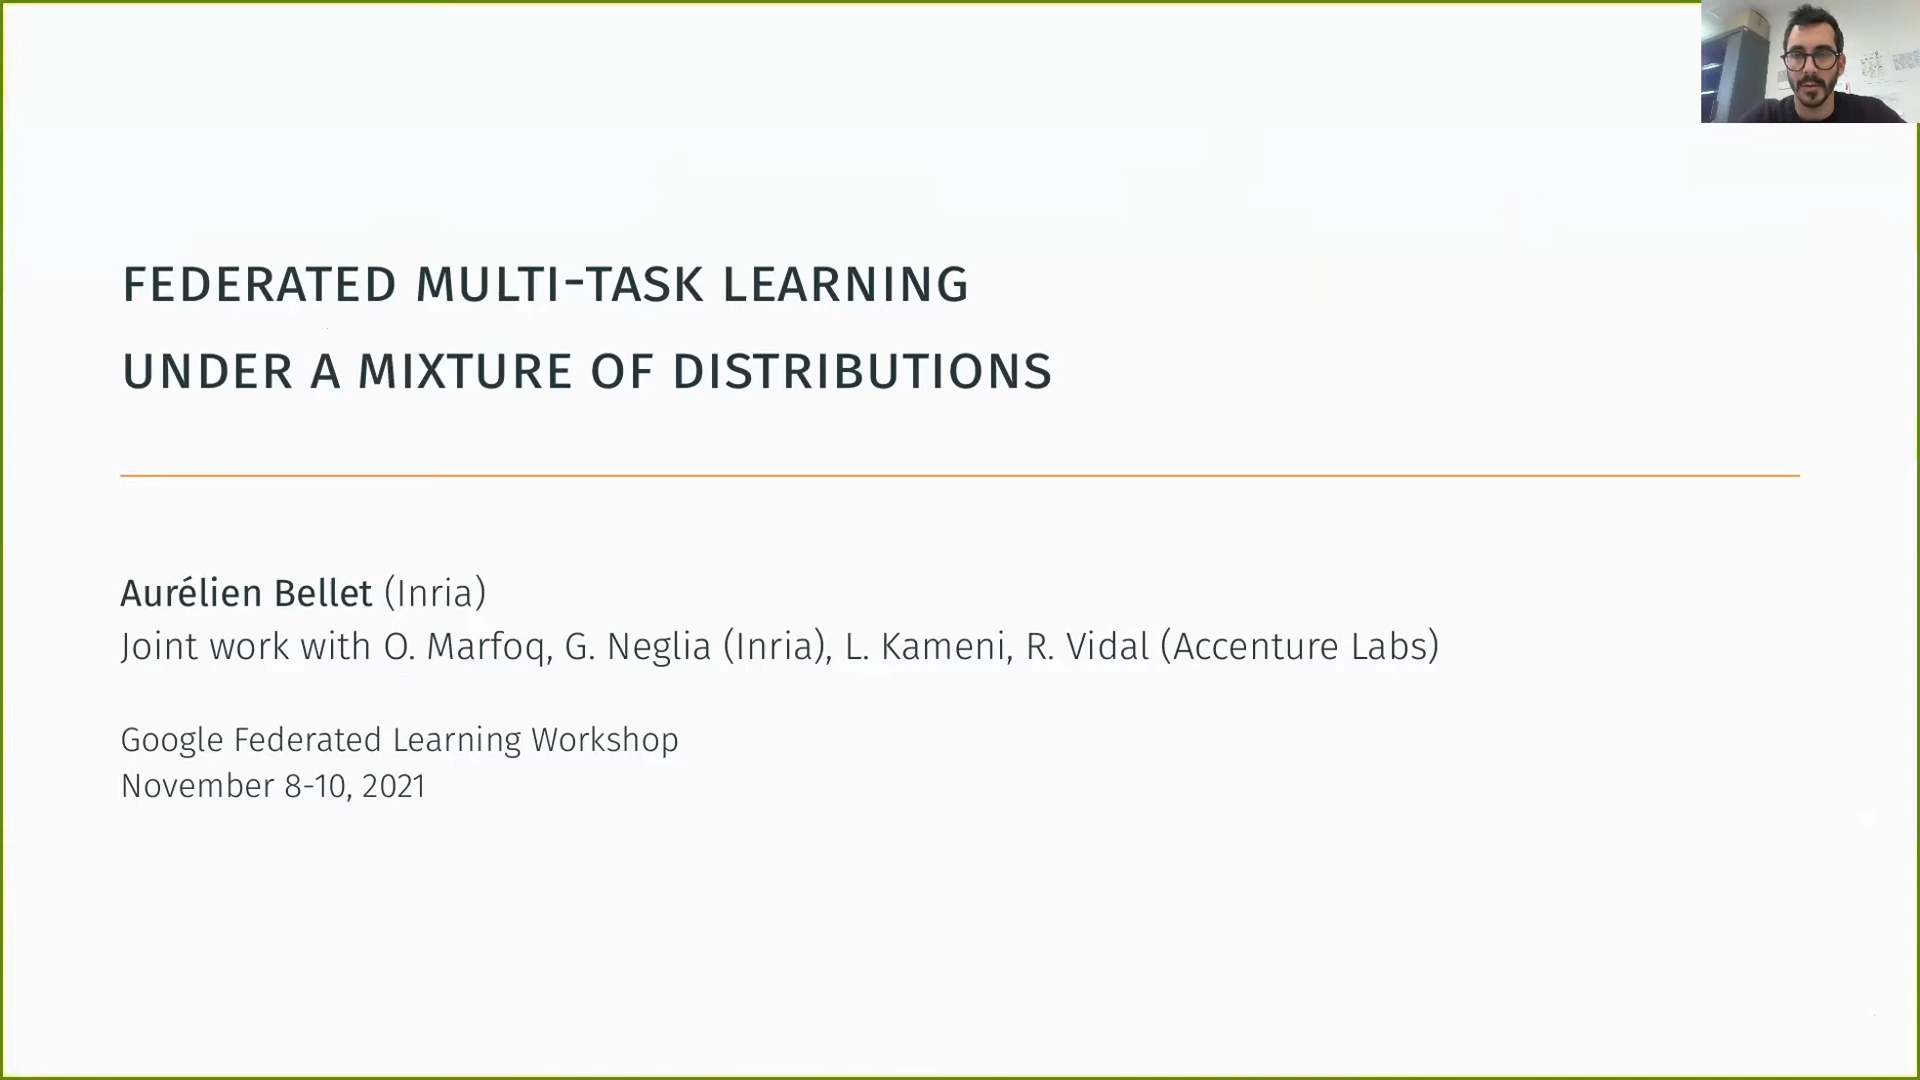 FEDERATED MULTI-TASK LEARNING
UNDER A MIXTURE OF DISTRIBUTIONS
Aurélien Bellet (Inria)
Joint work with O. Marfoq, G. Neglia (Inria), L. Kameni, R. Vidal (Accenture Labs)
Google Federated Learning Workshop
November 8-10, 2021